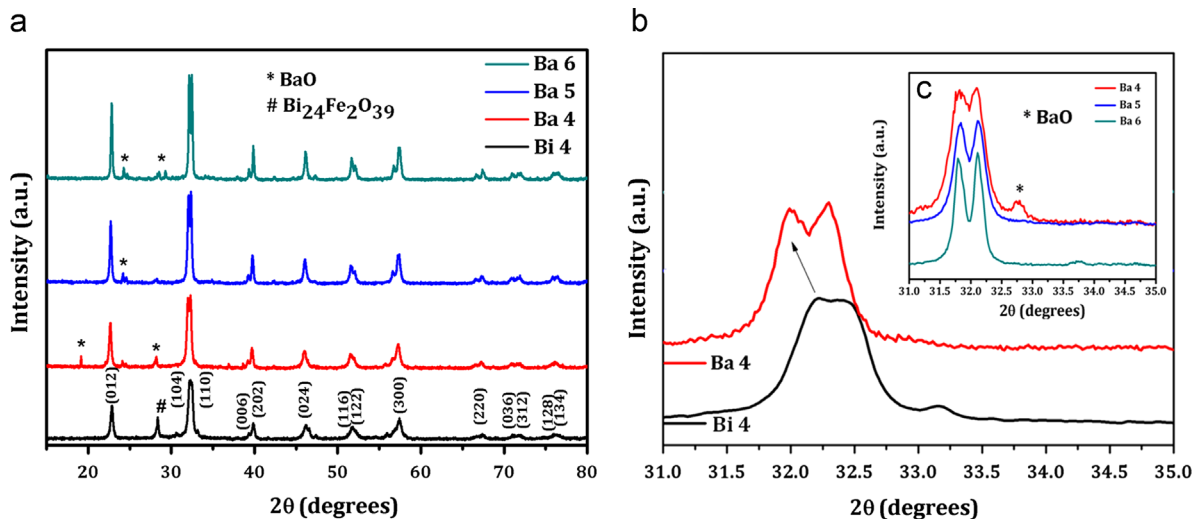 a
Intensity (a.u.)
* BaO
# Bi24Fe2O39
Ba 6
Ba 5
Ba 4
Bi 4
*
*
*
*
*
#
(012)
(104)
(110)
(006)
(202)
(024)
(116)
(122)
(300)
(220)
(036)
(312)
(128)
(134)
20 30 40 50 60 70 80
2θ (degrees)
b
Intensity (a.u.)
Ba 4
Bi 4
31.0 31.5 32.0 32.5 33.0 33.5 34.0 34.5 35.0
2θ (degrees)
C
Intensity (a.u.)
Ba 4
Ba 5
Ba 6
* BaO
*
31.0 31.5 32.0 32.5 33.0 33.5 34.0 34.5 35.0
2θ (degrees)